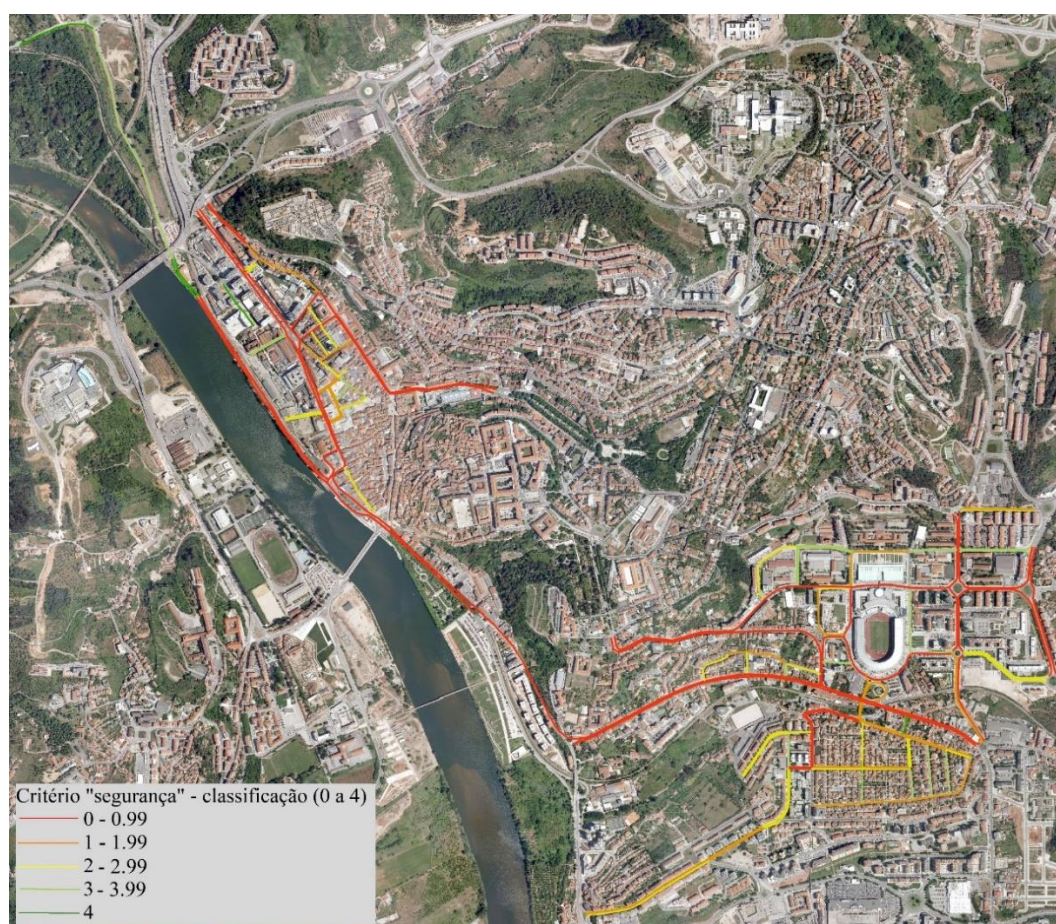 Critério "segurança" - classificação (0 a 4)
0 - 0.99
1 - 1.99
2 - 2.99
3 - 3.99
4